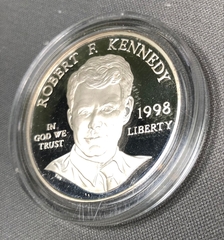 ROBERT F. KENNEDY
1998
IN
GOD WE
TRUST
LIBERTY